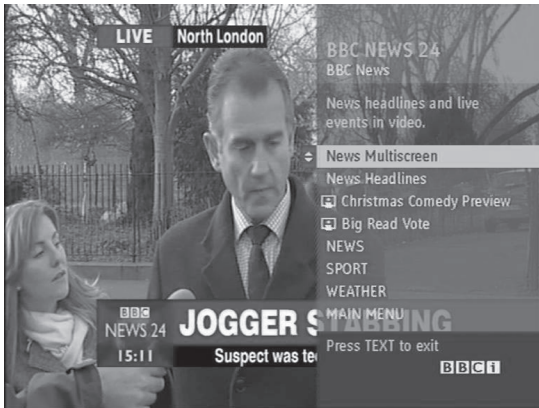 LIVE North London
BBC NEWS 24
BBC News
News headlines and live
events in video.
News Multiscreen
News Headlines
Christmas Comedy Preview
Big Read Vote
NEWS
SPORT
WEATHER
MAIN MENU
Press TEXT to exit
BBCi
BBC
NEWS 24
15:11
JOGGER STABBING
Suspect was